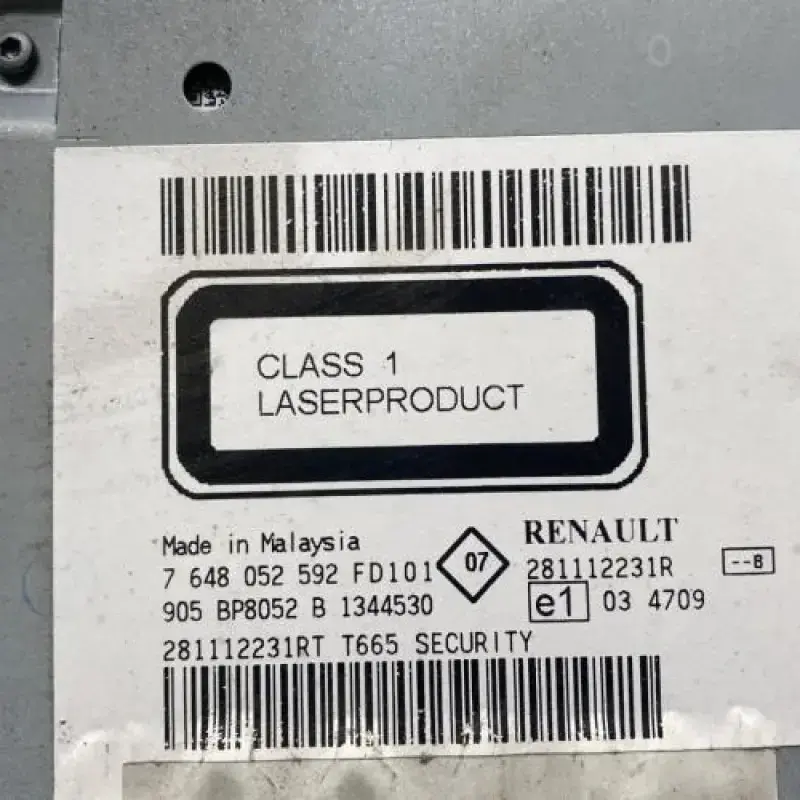 CLASS 1
LASERPRODUCT
Made in Malaysia
RENAULT
7 648 052 592 FD101
07
281112231R
--B
905 BP8052 B 1344530
e1 03 4709
281112231RT T665 SECURITY